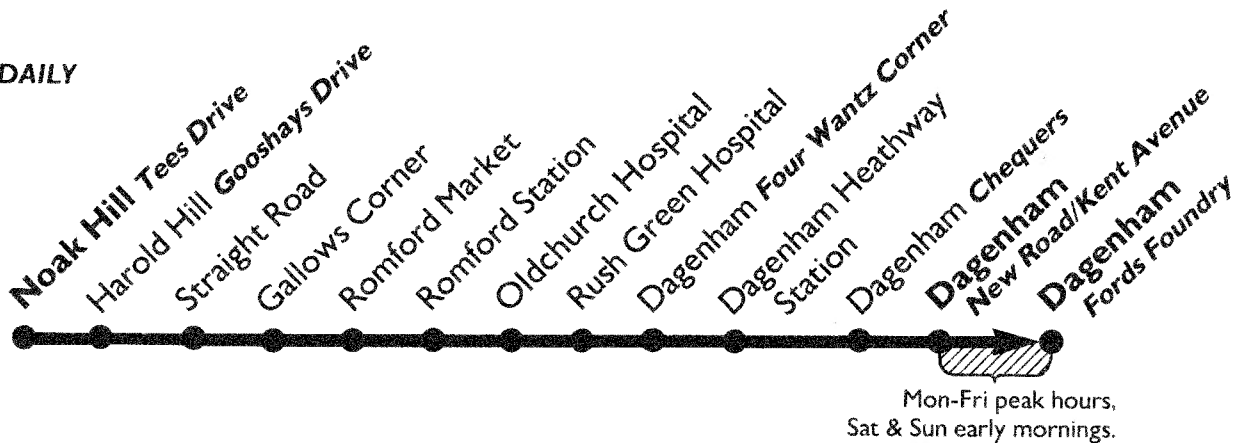 DAILY
Noak Hill Tees Drive
Harold Hill Gooshays Drive
Straight Road
Gallows Corner
Romford Market
Romford Station
Oldchurch Hospital
Rush Green Hospital
Dagenham Four Wantz Corner
Dagenham Heathway
Station
Dagenham Chequers
Dagenham
New Road/Kent Avenue
Dagenham
Fords Foundry
Mon-Fri peak hours,
Sat & Sun early mornings.